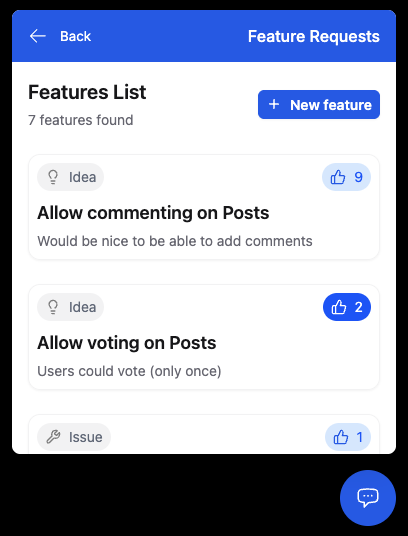 Back
Feature Requests
Features List
7 features found
+ New feature
Idea
9
Allow commenting on Posts
Would be nice to be able to add comments
Idea
2
Allow voting on Posts
Users could vote (only once)
Issue
1